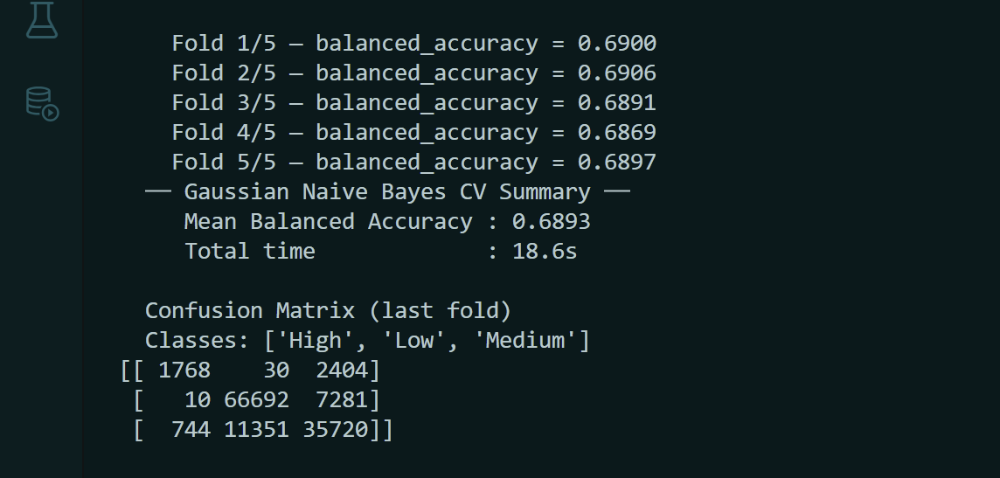 Fold 1/5 — balanced_accuracy = 0.6900
Fold 2/5 — balanced_accuracy = 0.6906
Fold 3/5 — balanced_accuracy = 0.6891
Fold 4/5 — balanced_accuracy = 0.6869
Fold 5/5 — balanced_accuracy = 0.6897
── Gaussian Naive Bayes CV Summary ──
Mean Balanced Accuracy : 0.6893
Total time : 18.6s
Confusion Matrix (last fold)
Classes: ['High', 'Low', 'Medium']
[[ 1768 30 2404]
[ 10 66692 7281]
[ 744 11351 35720]]